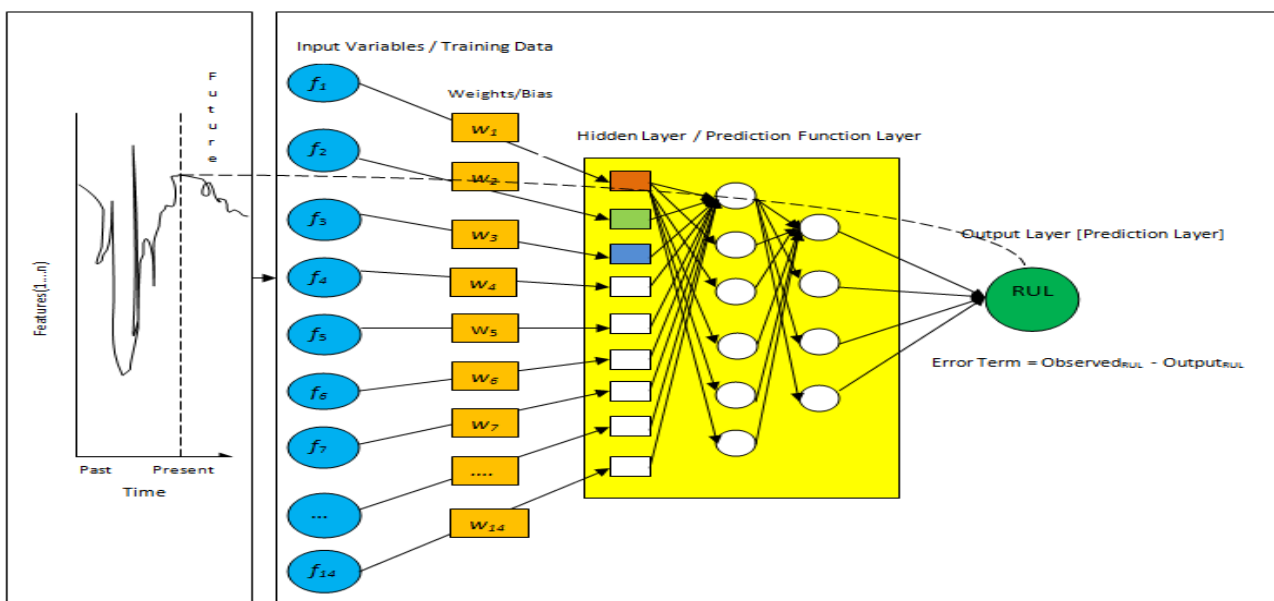 Features(1...n)
Future
Past Present
Time
Input Variables / Training Data
f1
f2
f3
f4
f5
f6
f7
...
f14
Weights/Bias
w1
w2
w3
w4
w5
w6
w7
....
w14
Hidden Layer / Prediction Function Layer
Output Layer [Prediction Layer]
RUL
Error Term = ObservedRUL - OutputRUL